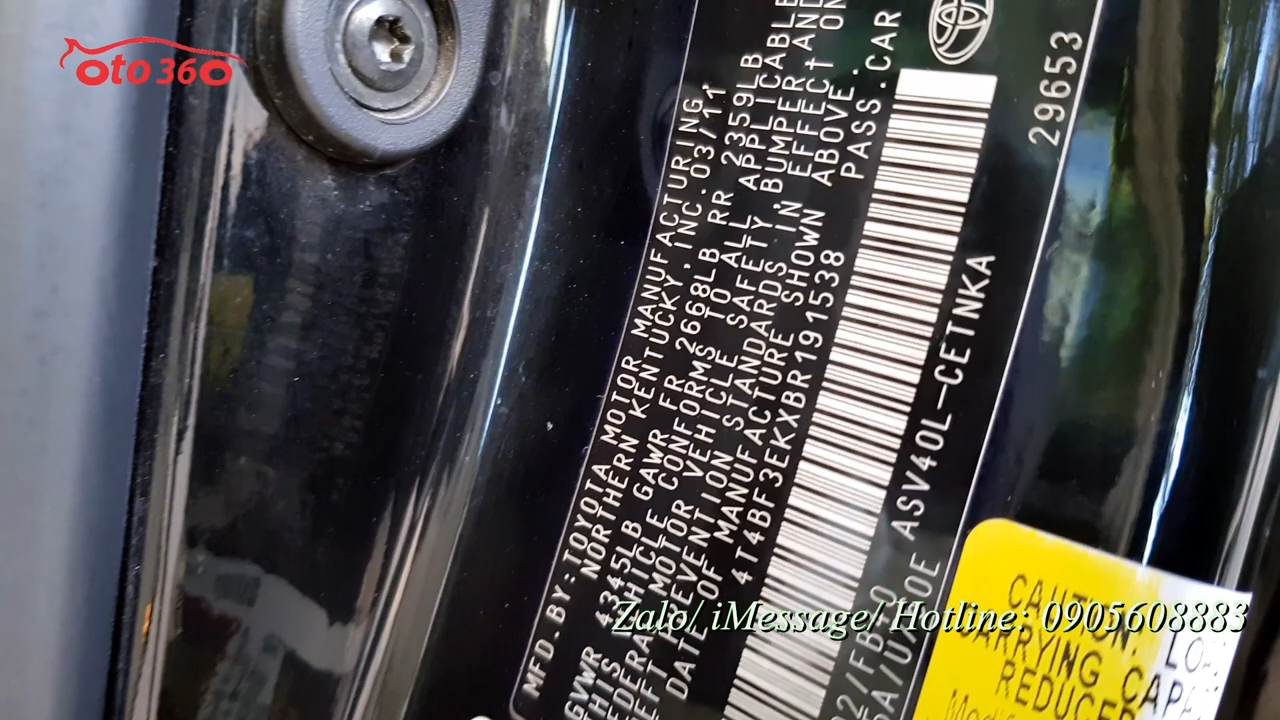 oto360
MFD.BY:TOYOTA MOTOR MANUFACTURING,
NORTHERN KENTUCKY, INC.03/11
GVWR 4345LB GAWR FR 2668LB RR 2359LB
THIS VEHICLE CONFORMS TO ALL APPLICABLE
FEDERAL MOTOR VEHICLE SAFETY, BUMPER AND
THEFT PREVENTION STANDARDS IN EFFECT ON
DATE OF MANUFACTURE SHOWN ABOVE.
4T4BF3EKXBR191538 PASS.CAR
ASV40L-CETNKA
29653
CAUTION: LOAD
CARRYING CAPA
REDUCED
Zalo/ iMessage/ Hotline: 0905608883